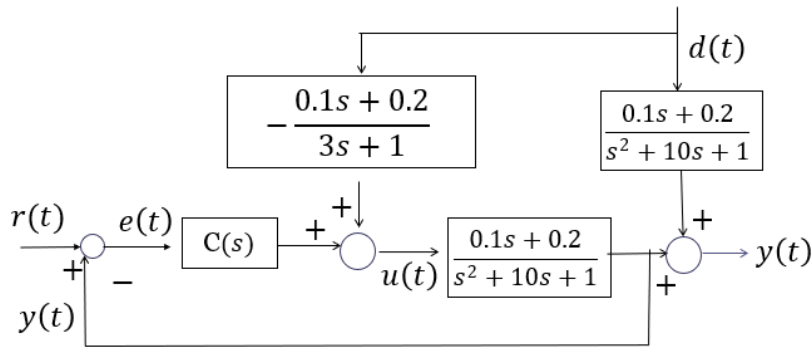 d(t)
− (0.1s + 0.2)/(3s + 1)
(0.1s + 0.2)/(s² + 10s + 1)
+
+
r(t)
e(t)
C(s)
+
(0.1s + 0.2)/(s² + 10s + 1)
y(t)
+
−
u(t)
+
y(t)